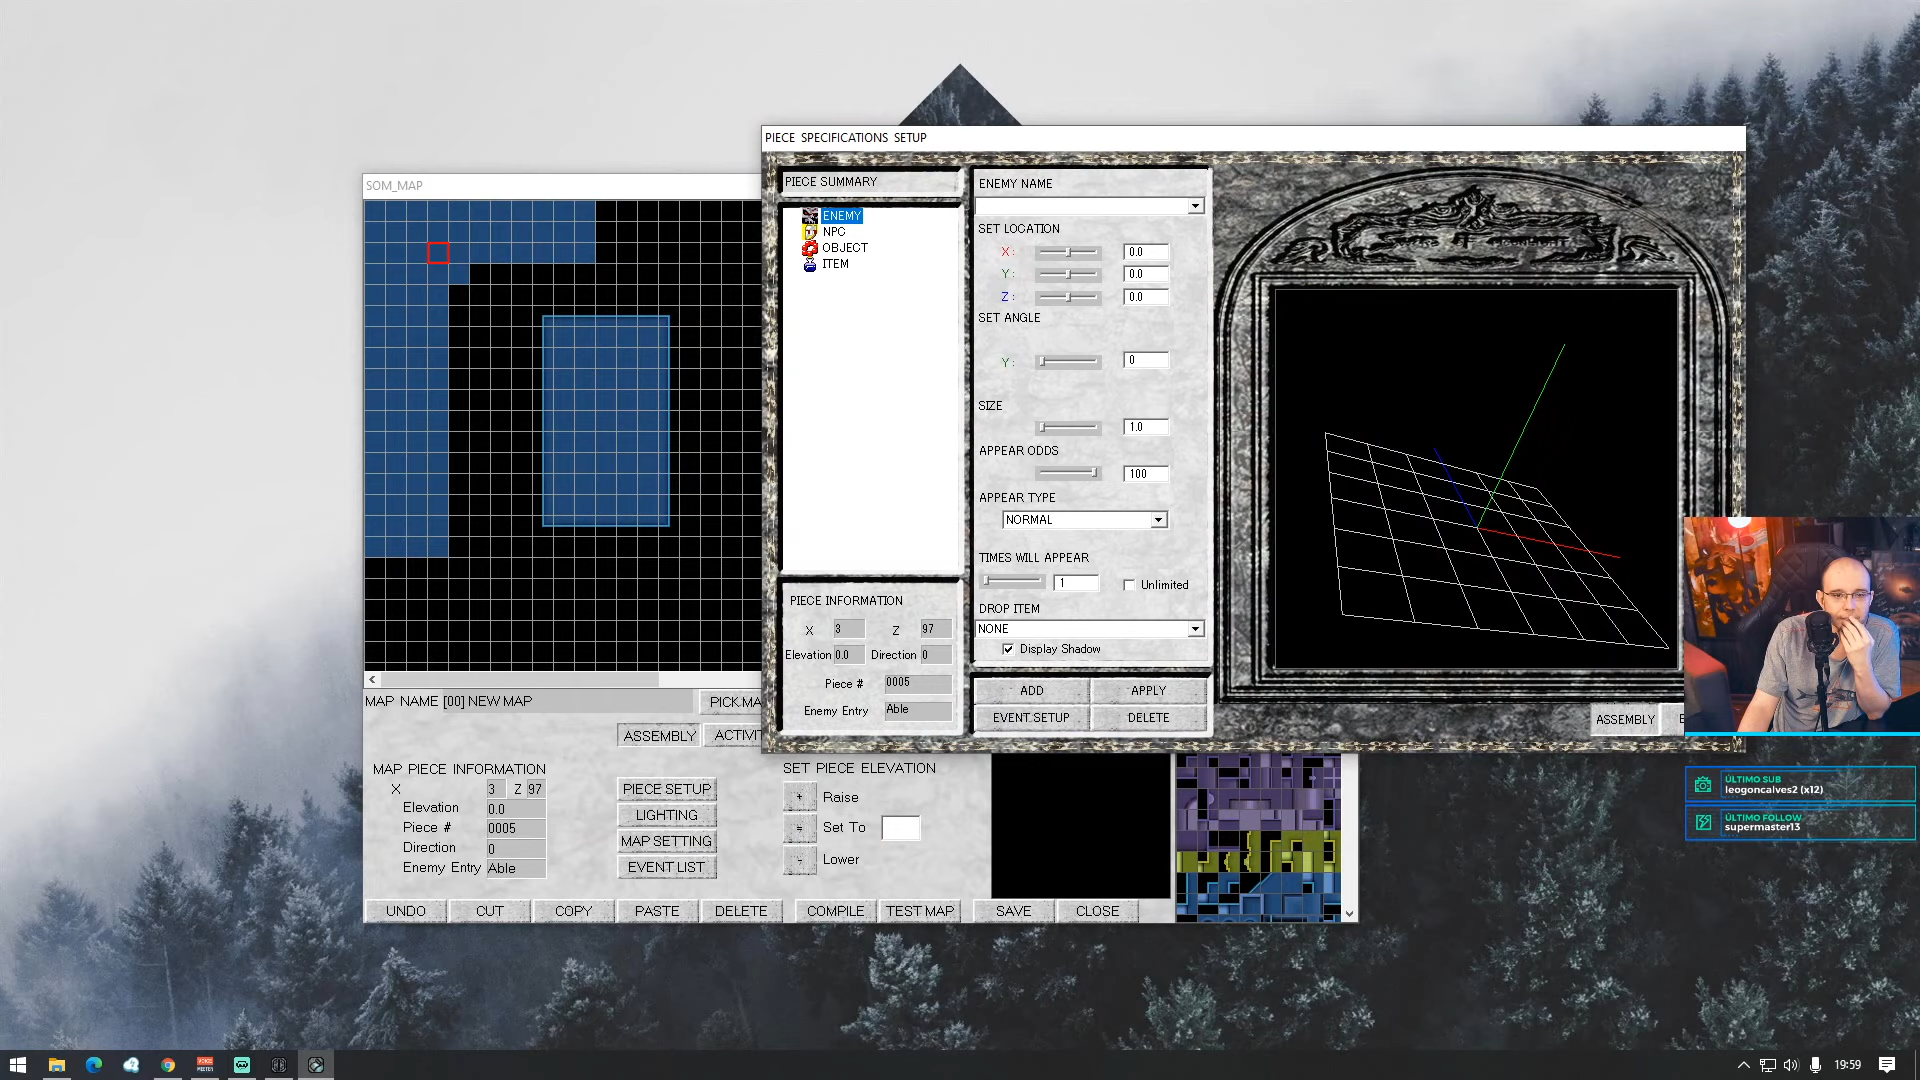 PIECE SPECIFICATIONS SETUP
PIECE SUMMARY
ENEMY
NPC
OBJECT
ITEM
ENEMY NAME
SET LOCATION
X: 0.0
Y: 0.0
Z: 0.0
SET ANGLE
Y: 0
SIZE
1.0
APPEAR ODDS
100
APPEAR TYPE
NORMAL
TIMES WILL APPEAR
1 Unlimited
DROP ITEM
NONE
Display Shadow
PIECE INFORMATION
X 3 Z 97
Elevation 0.0 Direction 0
Piece # 0005
Enemy Entry Able
ADD APPLY
EVENT SETUP DELETE
ASSEMBLY
SOM_MAP
MAP NAME [00] NEW MAP
PICK MA
ASSEMBLY ACTIVIT
MAP PIECE INFORMATION
X 3 Z 97
Elevation 0.0
Piece # 0005
Direction 0
Enemy Entry Able
PIECE SETUP
LIGHTING
MAP SETTING
EVENT LIST
SET PIECE ELEVATION
+ Raise
= Set To
- Lower
UNDO CUT COPY PASTE DELETE COMPILE TEST MAP SAVE CLOSE
ÚLTIMO SUB
leogoncalves2 (x12)
ÚLTIMO FOLLOW
supermaster13
VOICE
MEETER
19:59